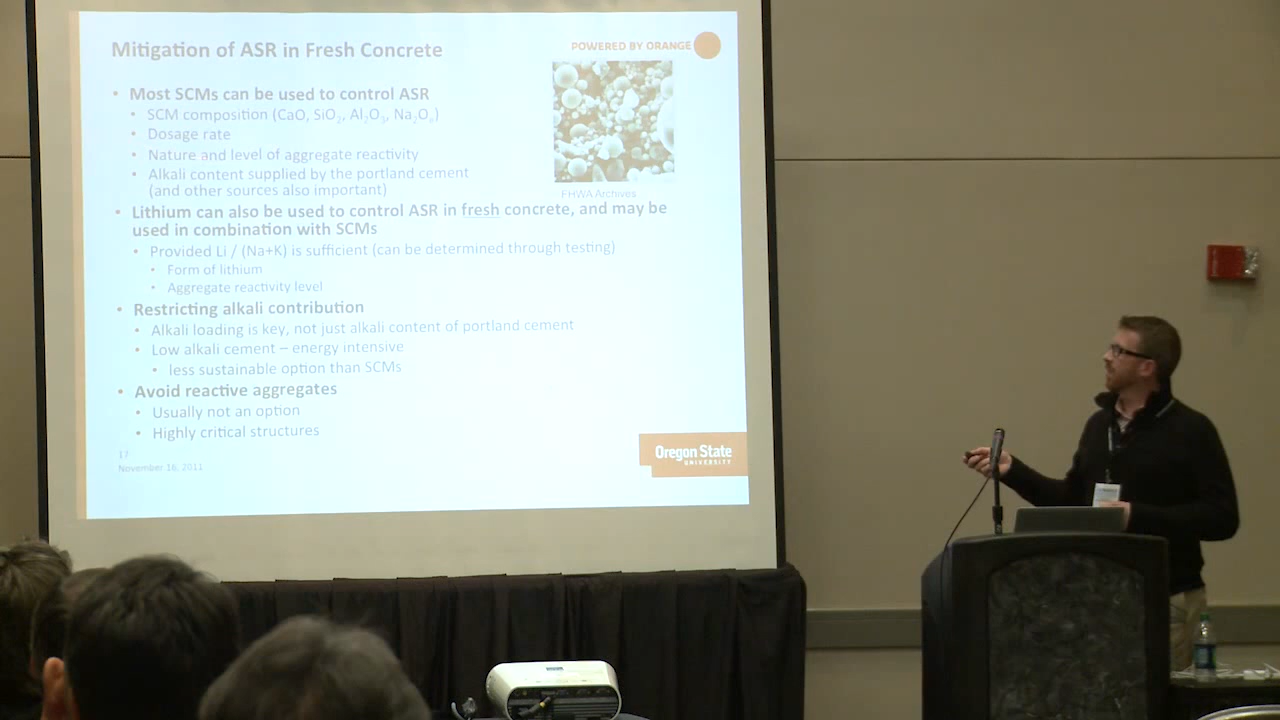 Mitigation of ASR in Fresh Concrete
POWERED BY ORANGE
• Most SCMs can be used to control ASR
• SCM composition (CaO, SiO2, Al2O3, Na2Oe)
• Dosage rate
• Nature and level of aggregate reactivity
• Alkali content supplied by the portland cement
(and other sources also important)
FHWA Archives
• Lithium can also be used to control ASR in fresh concrete, and may be
used in combination with SCMs
• Provided Li / (Na+K) is sufficient (can be determined through testing)
• Form of lithium
• Aggregate reactivity level
• Restricting alkali contribution
• Alkali loading is key, not just alkali content of portland cement
• Low alkali cement – energy intensive
• less sustainable option than SCMs
• Avoid reactive aggregates
• Usually not an option
• Highly critical structures
17
November 16, 2011
Oregon State
UNIVERSITY